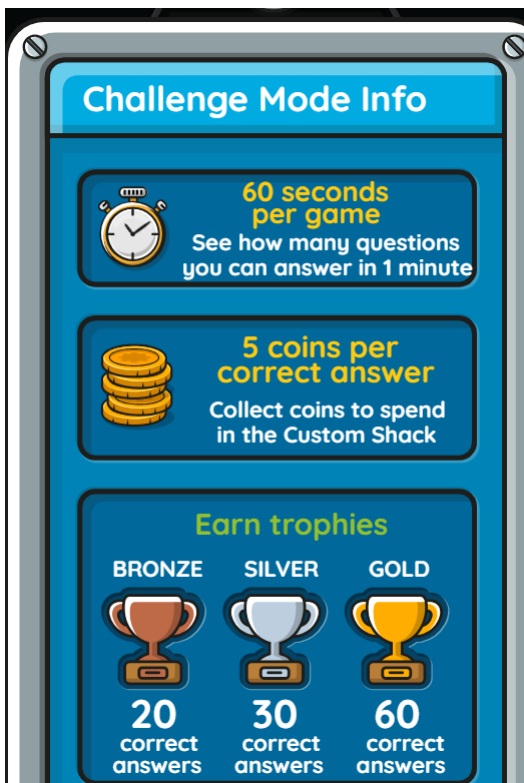 Challenge Mode Info
60 seconds
per game
See how many questions
you can answer in 1 minute
5 coins per
correct answer
Collect coins to spend
in the Custom Shack
Earn trophies
BRONZE SILVER GOLD
20 30 60
correct correct correct
answers answers answers